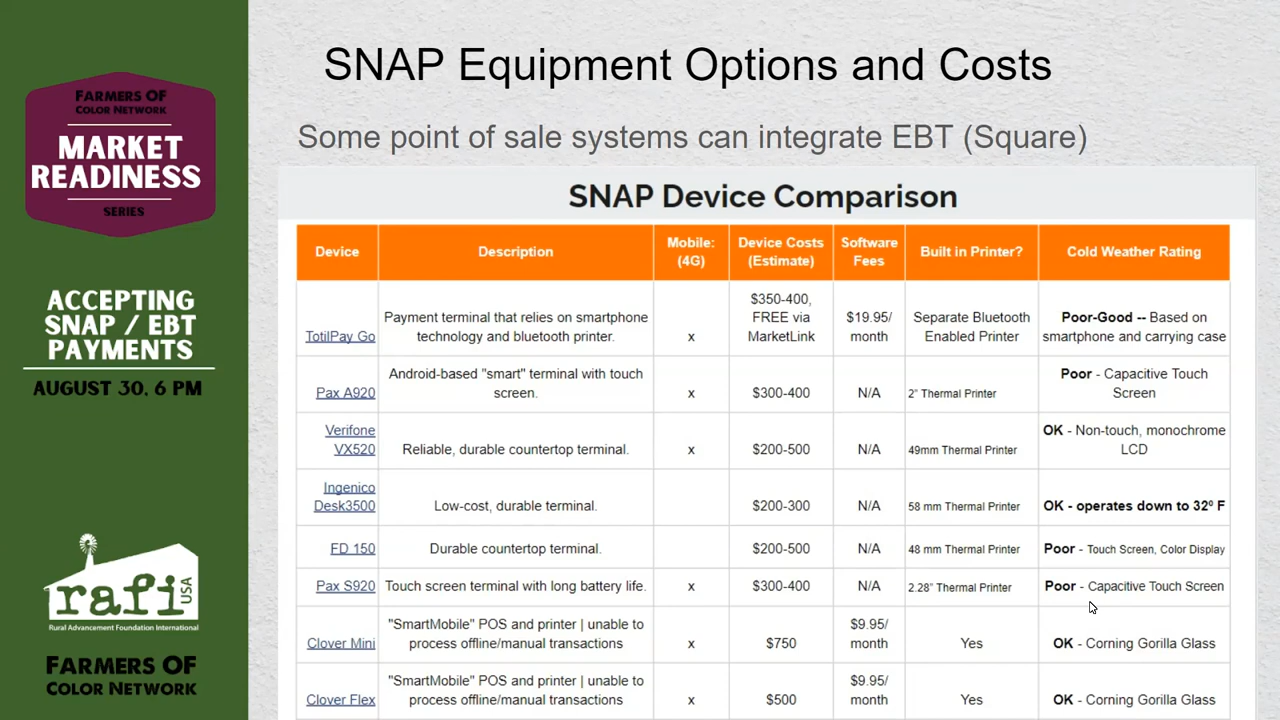 FARMERS OF
COLOR NETWORK
MARKET
READINESS
SERIES
ACCEPTING
SNAP / EBT
PAYMENTS
AUGUST 30, 6 PM
rafi USA
Rural Advancement Foundation International
FARMERS OF
COLOR NETWORK
SNAP Equipment Options and Costs
Some point of sale systems can integrate EBT (Square)
SNAP Device Comparison
Device Description Mobile: (4G) Device Costs (Estimate) Software Fees Built in Printer? Cold Weather Rating
TotilPay Go Payment terminal that relies on smartphone technology and bluetooth printer. x $350-400, FREE via MarketLink $19.95/ month Separate Bluetooth Enabled Printer Poor-Good -- Based on smartphone and carrying case
Pax A920 Android-based "smart" terminal with touch screen. x $300-400 N/A 2" Thermal Printer Poor - Capacitive Touch Screen
Verifone VX520 Reliable, durable countertop terminal. x $200-500 N/A 49mm Thermal Printer OK - Non-touch, monochrome LCD
Ingenico Desk3500 Low-cost, durable terminal. $200-300 N/A 58 mm Thermal Printer OK - operates down to 32º F
FD 150 Durable countertop terminal. $200-500 N/A 48 mm Thermal Printer Poor - Touch Screen, Color Display
Pax S920 Touch screen terminal with long battery life. x $300-400 N/A 2.28" Thermal Printer Poor - Capacitive Touch Screen
Clover Mini "SmartMobile" POS and printer | unable to process offline/manual transactions x $750 $9.95/ month Yes OK - Corning Gorilla Glass
Clover Flex "SmartMobile" POS and printer | unable to process offline/manual transactions x $500 $9.95/ month Yes OK - Corning Gorilla Glass